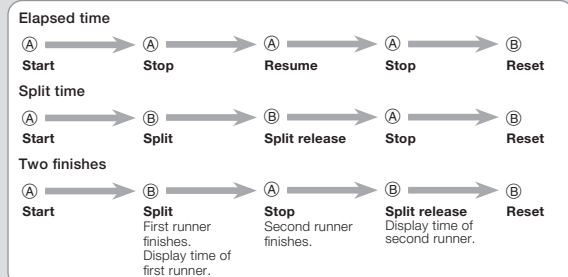 Elapsed time
Ⓐ Ⓐ Ⓐ Ⓐ Ⓑ
Start Stop Resume Stop Reset
Split time
Ⓐ Ⓑ Ⓑ Ⓐ Ⓑ
Start Split Split release Stop Reset
Two finishes
Ⓐ Ⓑ Ⓐ Ⓑ Ⓑ
Start Split Stop Split release Reset
First runner Second runner Display time of
finishes. finishes. second runner.
Display time of
first runner.